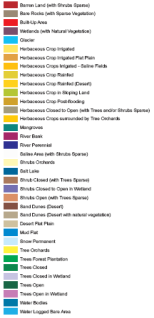 Barren Land (with Shrubs Sparse)
Bare Rocks (with Sparse Vegetation)
Built-Up Area
Wetlands (with Natural Vegetation)
Glacier
Herbaceous Crop Irrigated
Herbaceous Crop Irrigated Flat Plain
Herbaceous Crops Irrigated - Saline Fields
Herbaceous Crop Rainfed
Herbaceous Crop Rainfed (Desert)
Herbaceous Crop in Sloping Land
Herbaceous Crop Postflooding
Herbaceous Closed to Open (with Trees and/or Shrubs Sparse)
Herbaceous Crops surrounded by Tree Orchards
Mangroves
River Bank
River Perennial
Saline Area (with Shrubs Sparse)
Shrubs Orchards
Salt Lake
Shrub Closed (with Trees Sparse)
Shrubs Closed to Open in Wetland
Shrubs Open (with Trees Sparse)
Sand Dunes (Desert)
Sand Dunes (Desert with natural vegetation)
Desert Flat Plain
Mud Flat
Snow Permanent
Tree Orchards
Trees Forest Plantation
Trees Closed
Trees Closed in Wetland
Trees Open
Trees Open in Wetland
Water Bodies
Water Logged Bare Area